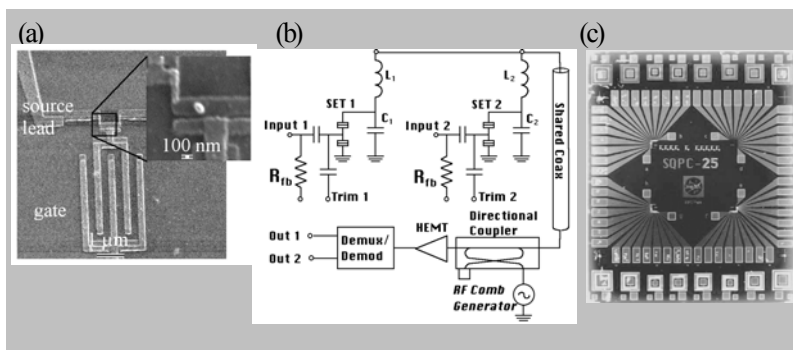 (a)
source
lead
100 nm
gate
1 μm
(b)
L1
L2
SET 1
SET 2
C1
C2
Input 1
Input 2
Rfb
Rfb
Trim 1
Trim 2
Shared Coax
Directional
Coupler
HEMT
Out 1
Out 2
Demux/
Demod
RF Comb
Generator
(c)
SQPC-25